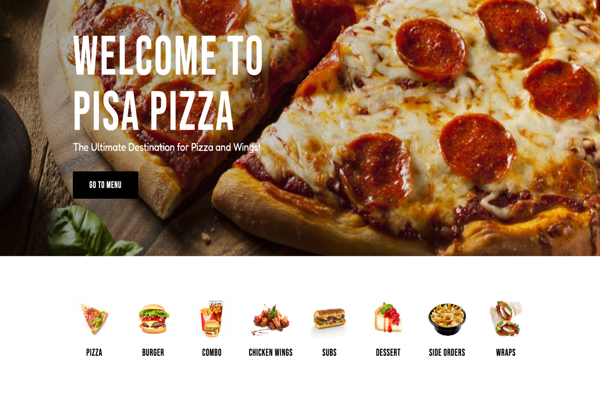 WELCOME TO
PISA PIZZA
The Ultimate Destination for Pizza and Wings!
GO TO MENU
PIZZA
BURGER
COMBO
CHICKEN WINGS
SUBS
DESSERT
SIDE ORDERS
WRAPS